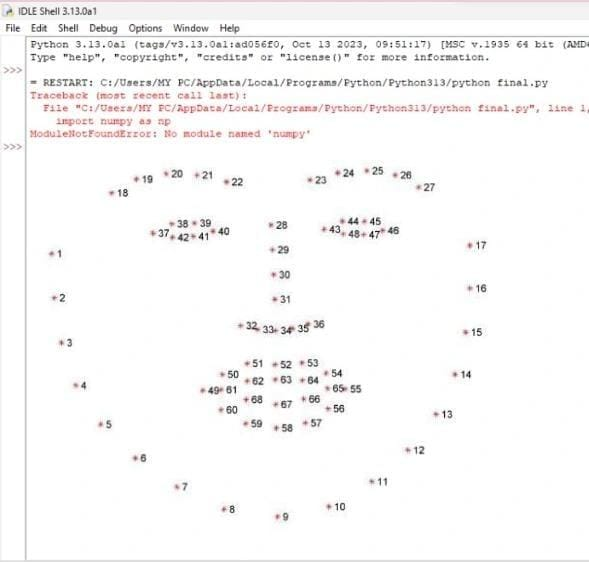 IDLE Shell 3.13.0a1
File Edit Shell Debug Options Window Help
Python 3.13.0a1 (tags/v3.13.0a1:ad056f0, Oct 13 2023, 09:51:17) [MSC v.1935 64 bit (AMD
Type "help", "copyright", "credits" or "license()" for more information.
>>>
= RESTART: C:/Users/MY PC/AppData/Local/Programs/Python/Python313/python final.py
Traceback (most recent call last):
File "C:/Users/MY PC/AppData/Local/Programs/Python/Python313/python final.py", line 1,
import numpy as np
ModuleNotFoundError: No module named 'numpy'
>>>
*19 *20 *21 *22 *23 *24 *25 *26
*18 *27
*38 *39 *28 *44 *45
*37 *42 *41 *40 *43 *48 *47 *46
*1 *29 *17
*30
*2 *31 *16
*32 *33 *34 *35 *36
*3 *15
*51 *52 *53
*50 *54 *14
*62 *63 *64
*4 *49 *61 *65 *55
*68 *67 *66
*60 *56 *13
*5 *59 *58 *57
*6 *12
*7 *11
*8 *9 *10